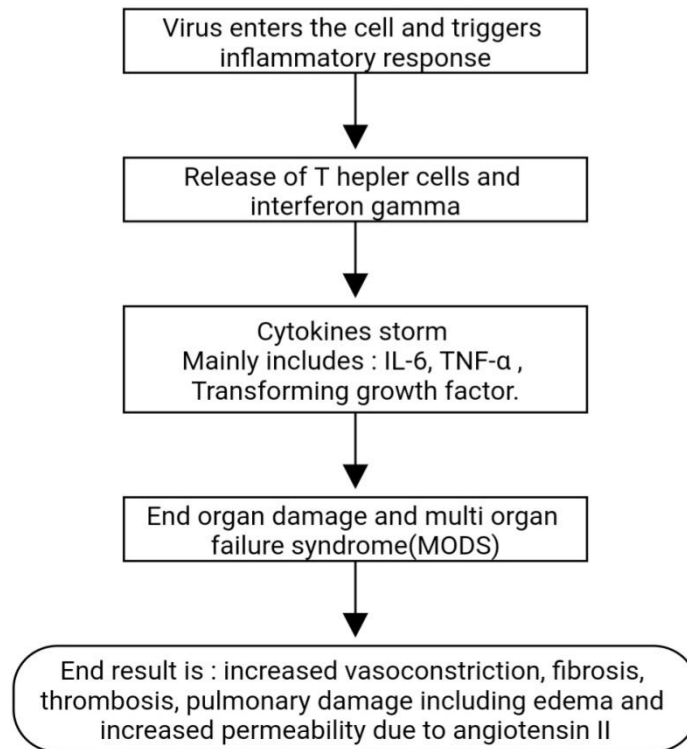 Virus enters the cell and triggers
inflammatory response
Release of T hepler cells and
interferon gamma
Cytokines storm
Mainly includes : IL-6, TNF-α ,
Transforming growth factor.
End organ damage and multi organ
failure syndrome(MODS)
End result is : increased vasoconstriction, fibrosis,
thrombosis, pulmonary damage including edema and
increased permeability due to angiotensin II